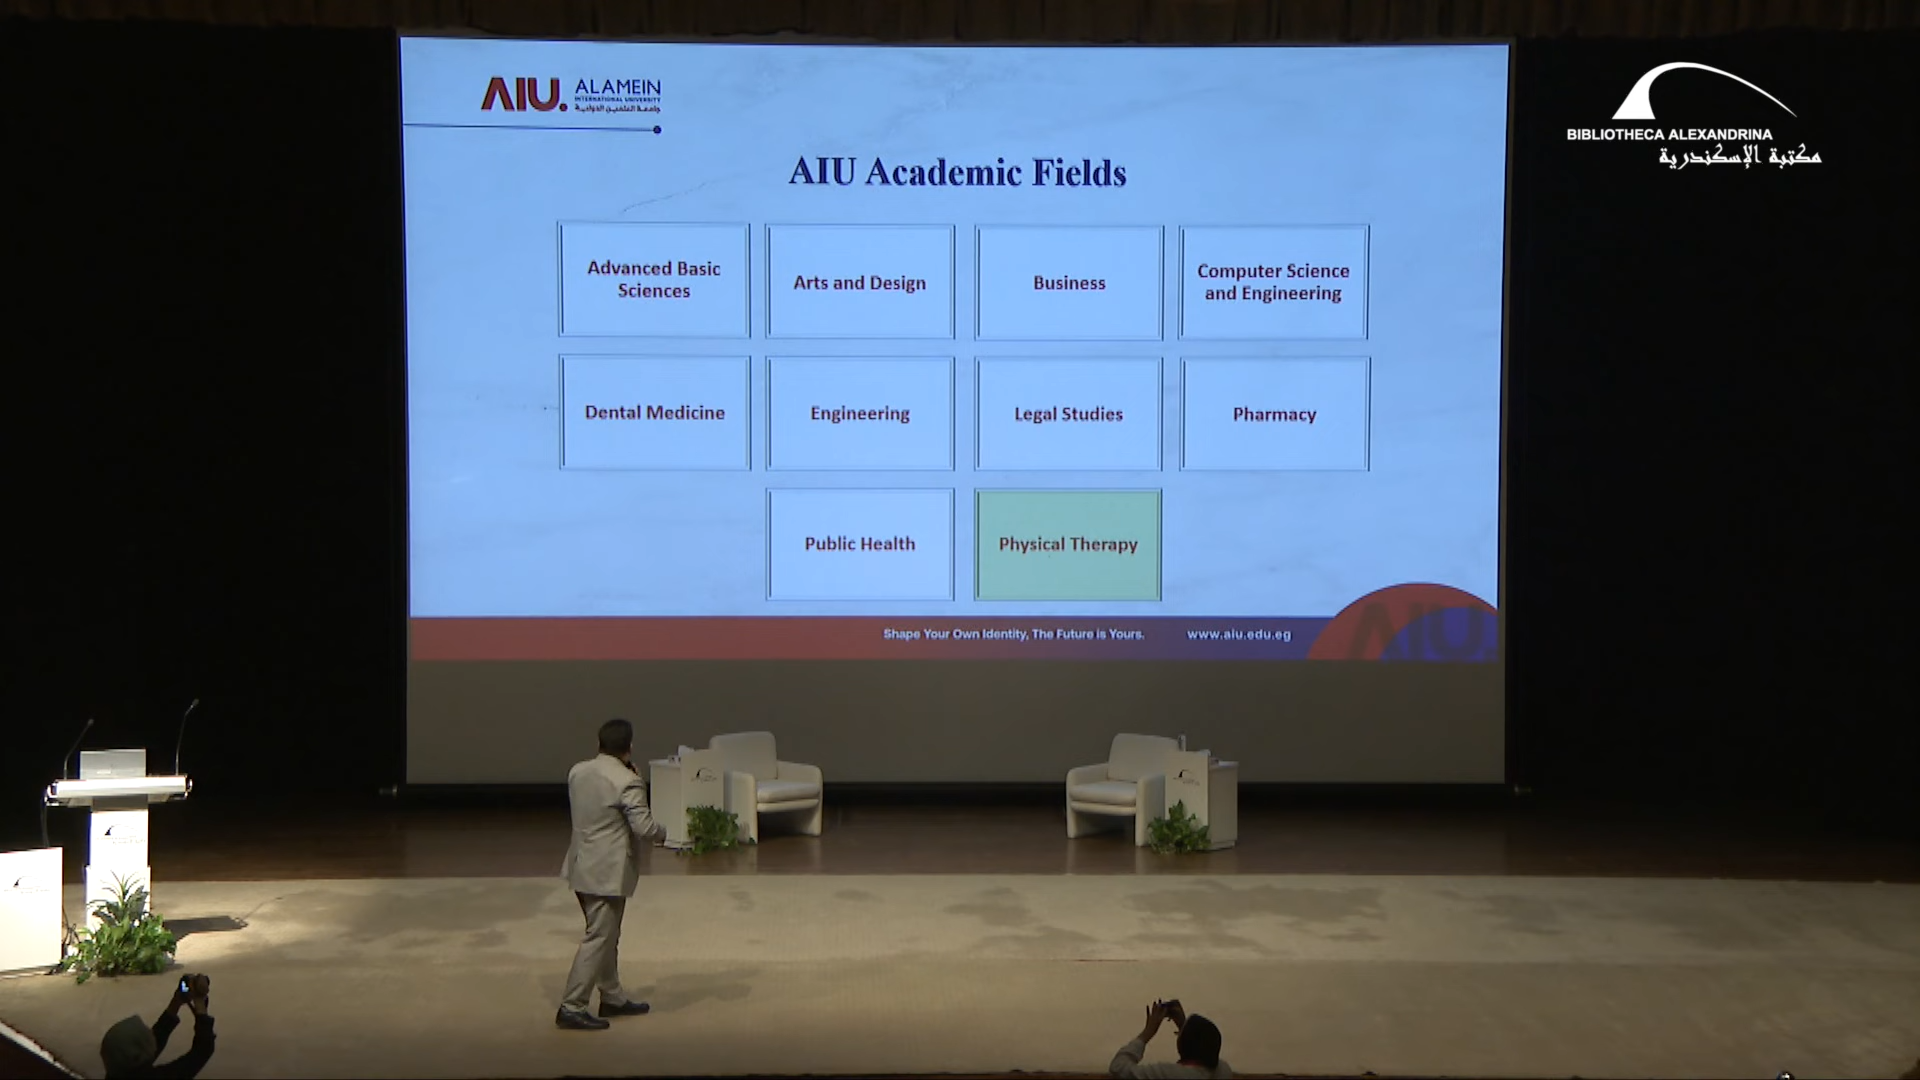 AIU. ALAMEIN
INTERNATIONAL UNIVERSITY
جامعة العلمين الدولية
BIBLIOTHECA ALEXANDRINA
مكتبة الإسكندرية
AIU Academic Fields
Advanced Basic
Sciences
Arts and Design
Business
Computer Science
and Engineering
Dental Medicine
Engineering
Legal Studies
Pharmacy
Public Health
Physical Therapy
Shape Your Own Identity, The Future is Yours.
www.aiu.edu.eg
AIU.